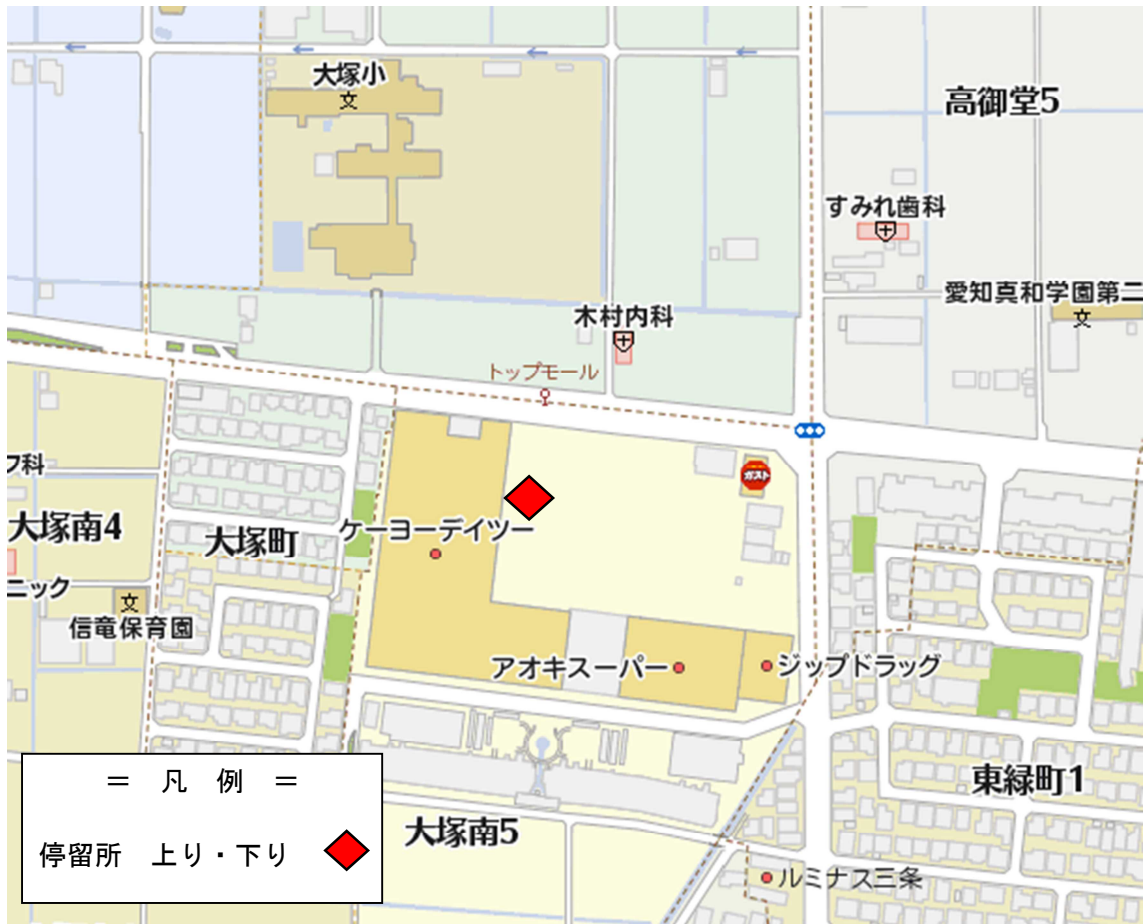 大塚小
文
高御堂5
すみれ歯科
愛知真和学園第二
文
木村内科
トップモール
ガスト
フ科
大塚南4
大塚町
ケーヨーデイツー
ニック
文
信竜保育園
アオキスーパー
ジップドラッグ
東緑町1
大塚南5
ルミナス三条
＝ 凡 例 ＝
停留所 上り・下り